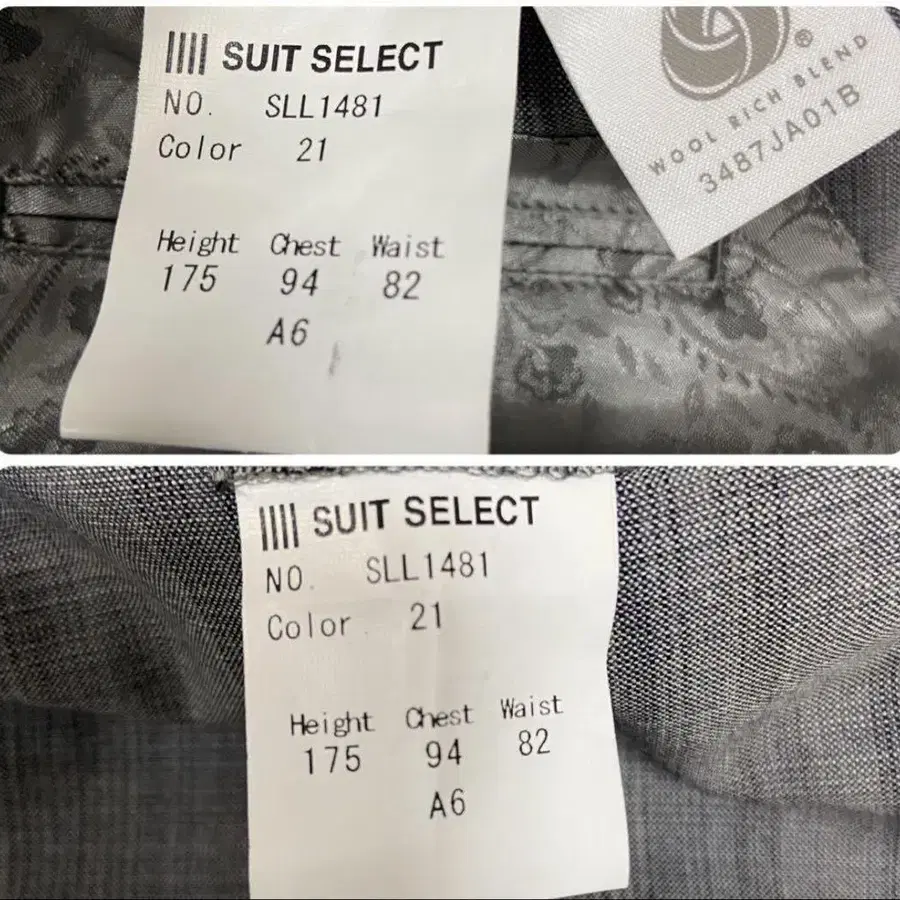 SUIT SELECT
NO. SLL1481
Color 21
Height Chest Waist
175 94 82
A6
®
WOOL RICH BLEND
3487JA01B
SUIT SELECT
NO. SLL1481
Color 21
Height Chest Waist
175 94 82
A6